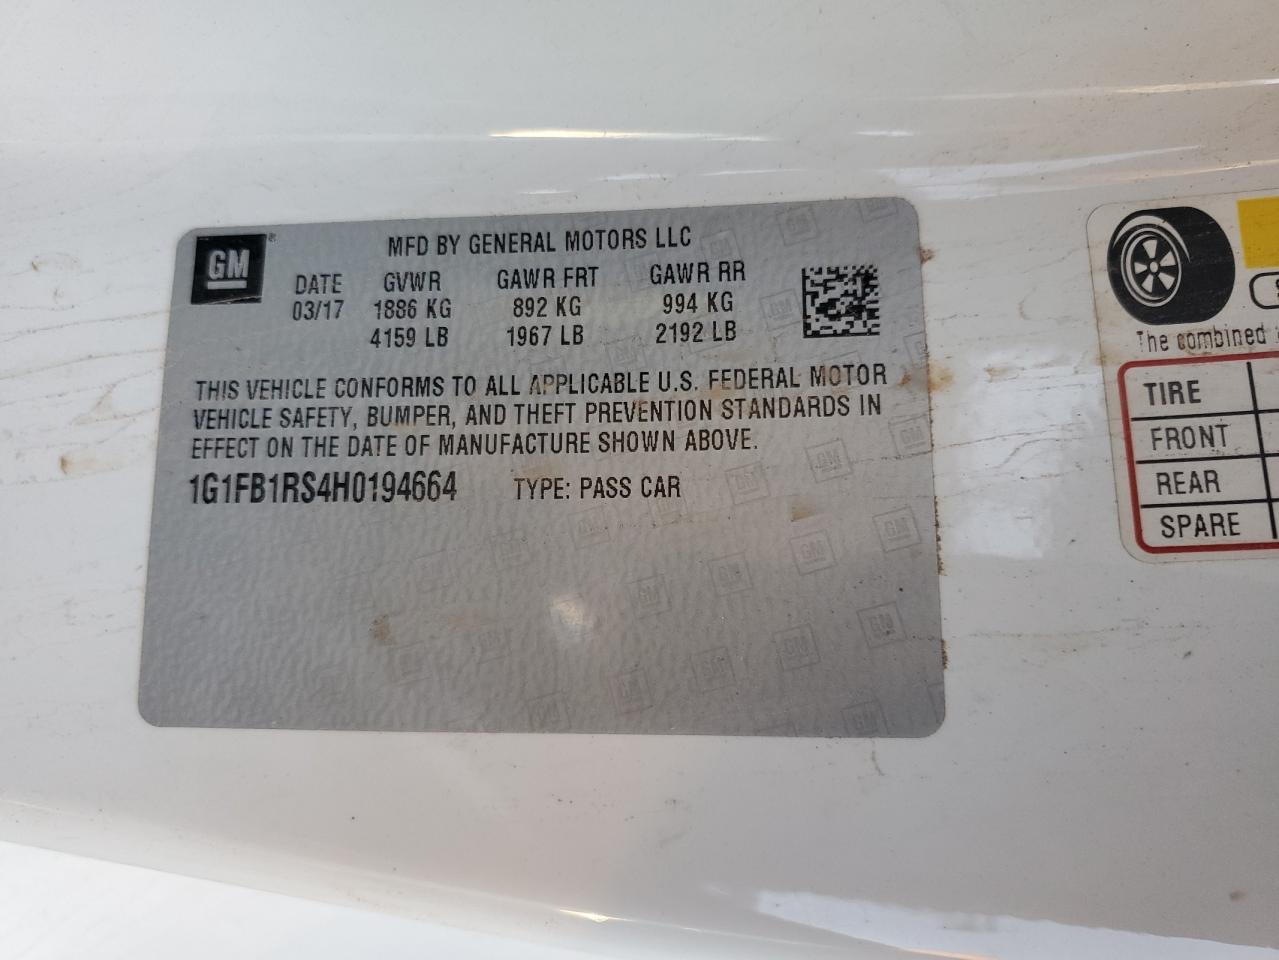 GM ®
MFD BY GENERAL MOTORS LLC
DATE GVWR GAWR FRT GAWR RR
03/17 1886 KG 892 KG 994 KG
4159 LB 1967 LB 2192 LB
THIS VEHICLE CONFORMS TO ALL APPLICABLE U.S. FEDERAL MOTOR
VEHICLE SAFETY, BUMPER, AND THEFT PREVENTION STANDARDS IN
EFFECT ON THE DATE OF MANUFACTURE SHOWN ABOVE.
1G1FB1RS4H0194664 TYPE: PASS CAR
The combined
TIRE
FRONT
REAR
SPARE